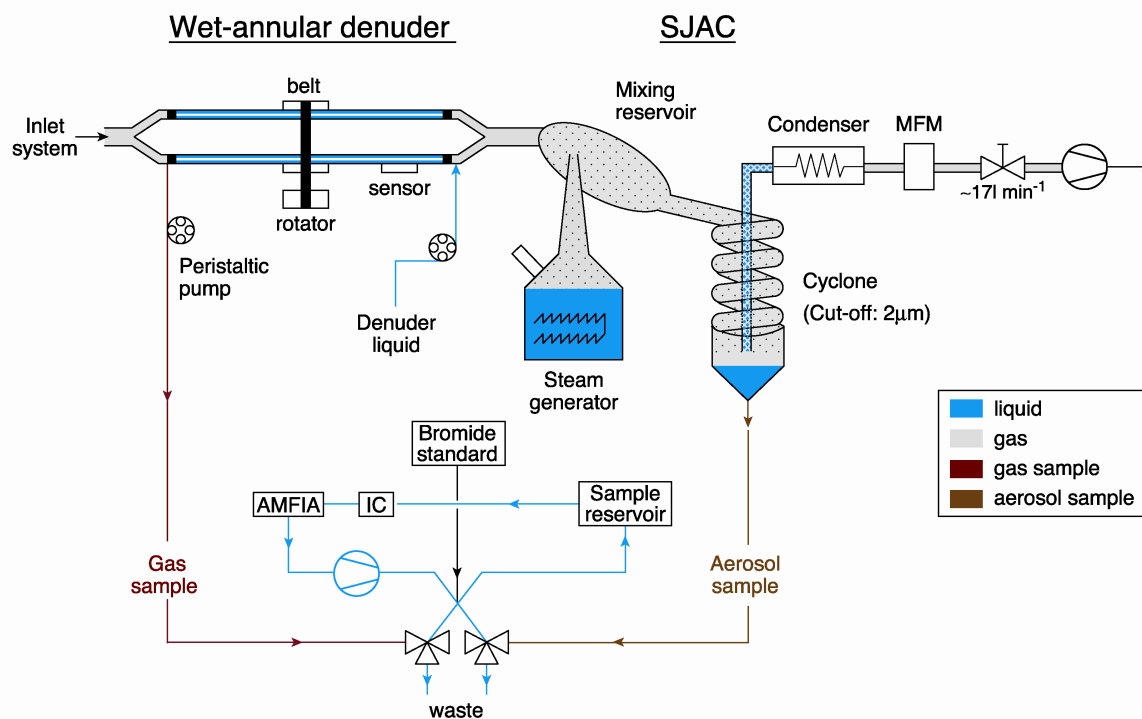 Wet-annular denuder
SJAC
belt
Mixing
reservoir
Inlet
system
Condenser
MFM
sensor
rotator
~17l min⁻¹
Peristaltic
pump
Cyclone
(Cut-off: 2μm)
Denuder
liquid
Steam
generator
liquid
gas
gas sample
aerosol sample
Bromide
standard
AMFIA
IC
Sample
reservoir
Gas
sample
Aerosol
sample
waste